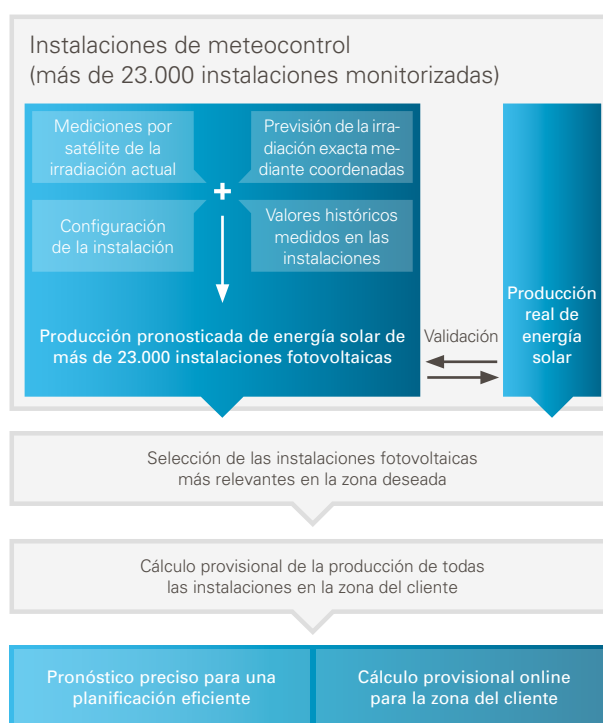 Instalaciones de meteocontrol
(más de 23.000 instalaciones monitorizadas)
Mediciones por
satélite de la
irradiación actual
Previsión de la irra-
diación exacta me-
diante coordenadas
+
Configuración
de la instalación
Valores históricos
medidos en las
instalaciones
Producción pronosticada de energía solar de
más de 23.000 instalaciones fotovoltaicas
Validación
Producción
real de
energía
solar
Selección de las instalaciones fotovoltaicas
más relevantes en la zona deseada
Cálculo provisional de la producción de todas
las instalaciones en la zona del cliente
Pronóstico preciso para una
planificación eficiente
Cálculo provisional online
para la zona del cliente